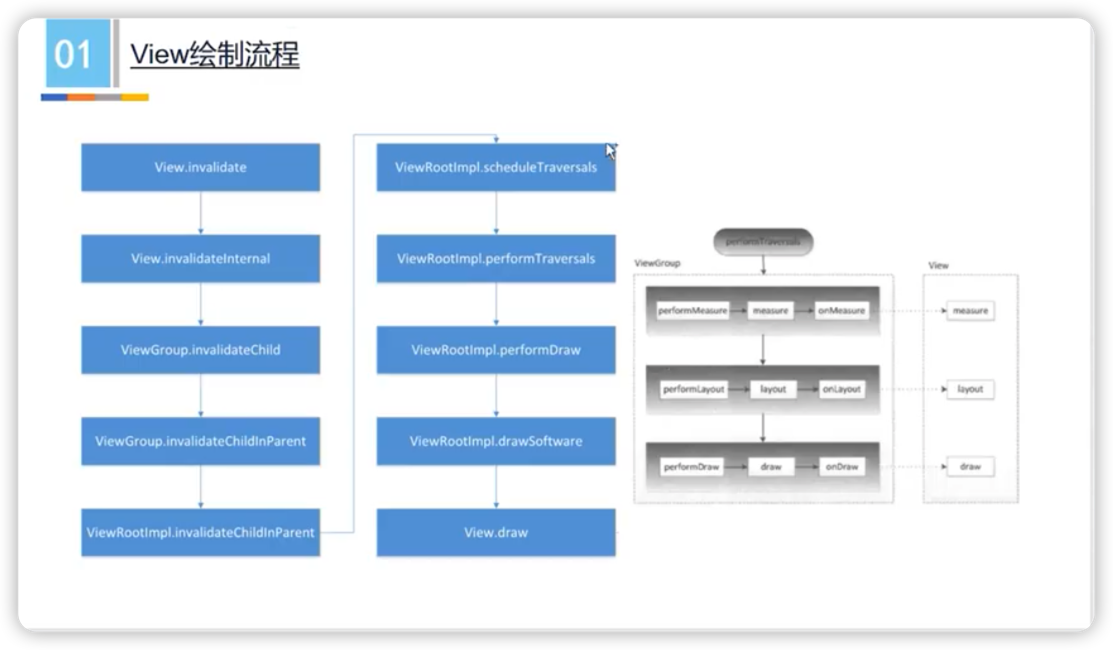 01
View绘制流程
View.invalidate
View.invalidateInternal
ViewGroup.invalidateChild
ViewGroup.invalidateChildInParent
ViewRootImpl.invalidateChildInParent
ViewRootImpl.scheduleTraversals
ViewRootImpl.performTraversals
ViewRootImpl.performDraw
ViewRootImpl.drawSoftware
View.draw
performTraversals
ViewGroup
performMeasure
measure
onMeasure
performLayout
layout
onLayout
performDraw
draw
onDraw
View
measure
layout
draw